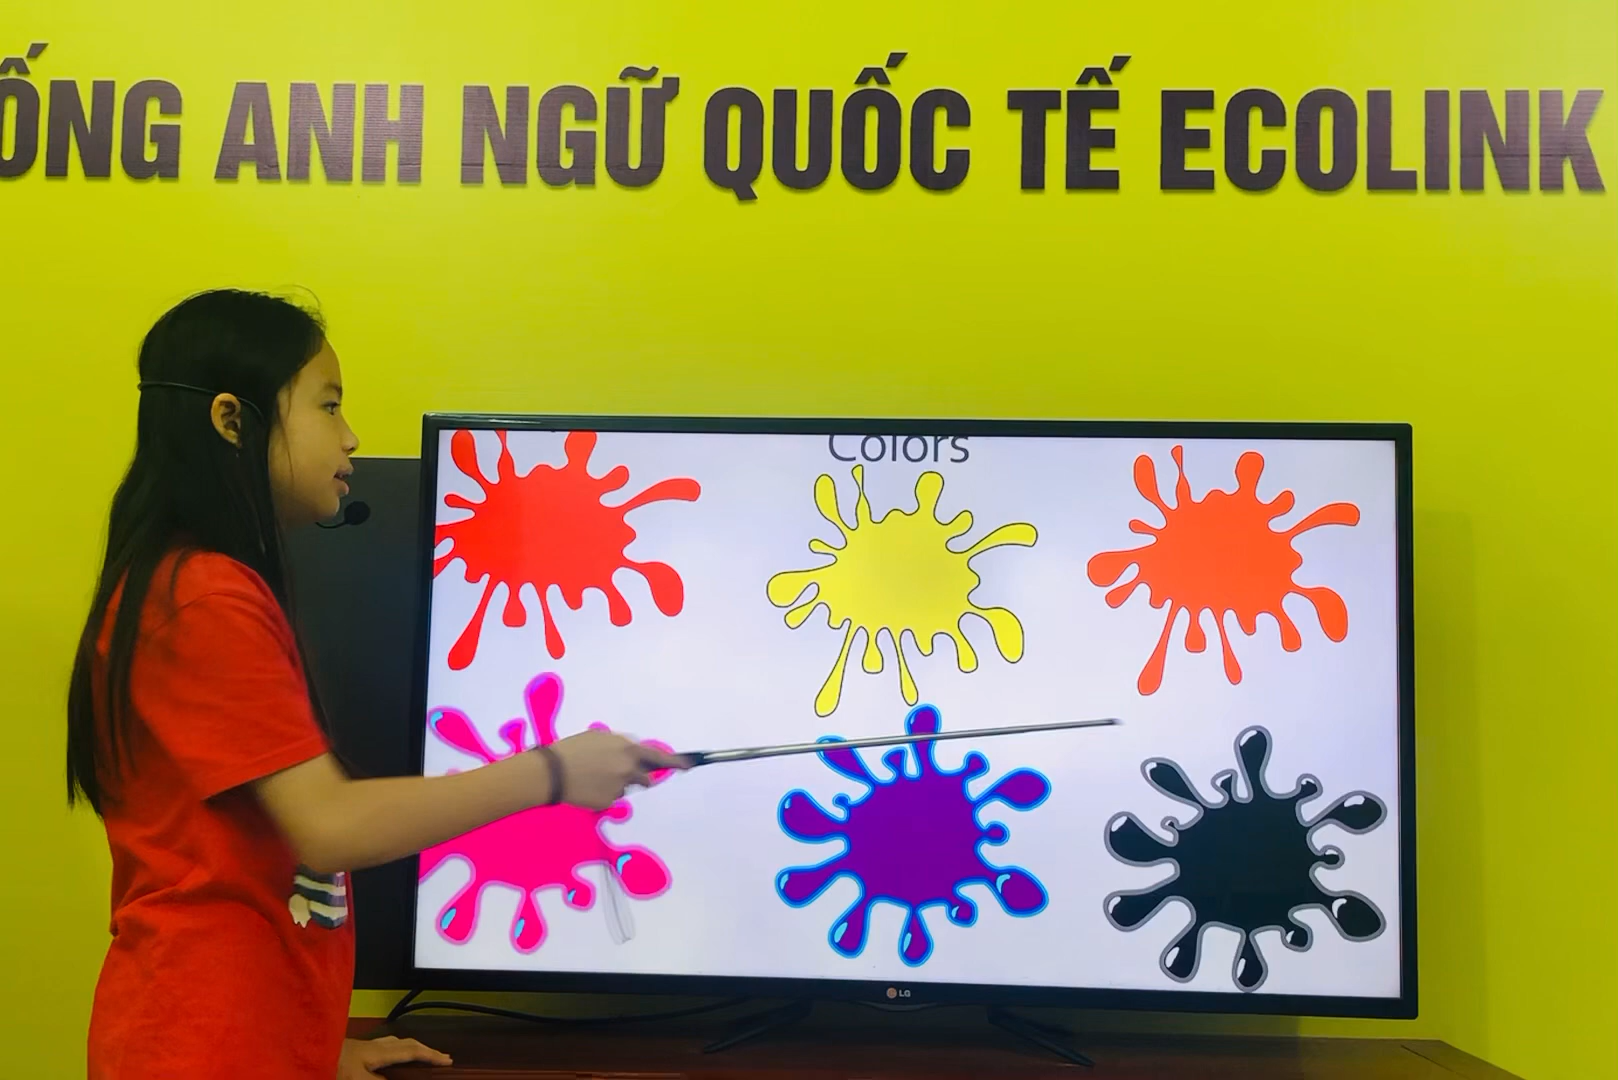 ỐNG ANH NGỮ QUỐC TẾ ECOLINK
Colors
LG